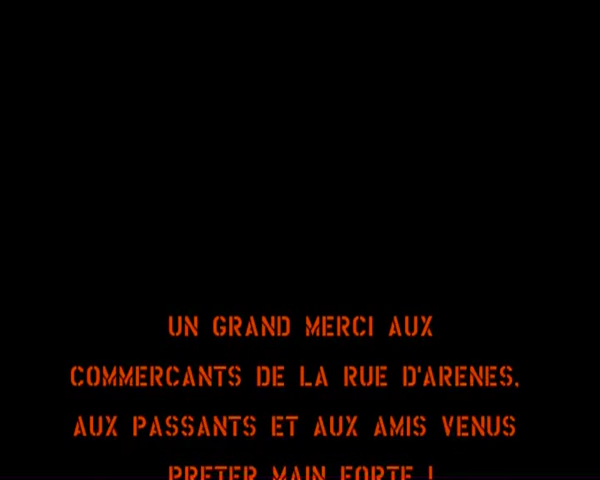 UN GRAND MERCI AUX
COMMERCANTS DE LA RUE D'ARENES,
AUX PASSANTS ET AUX AMIS VENUS
PRETER MAIN FORTE !